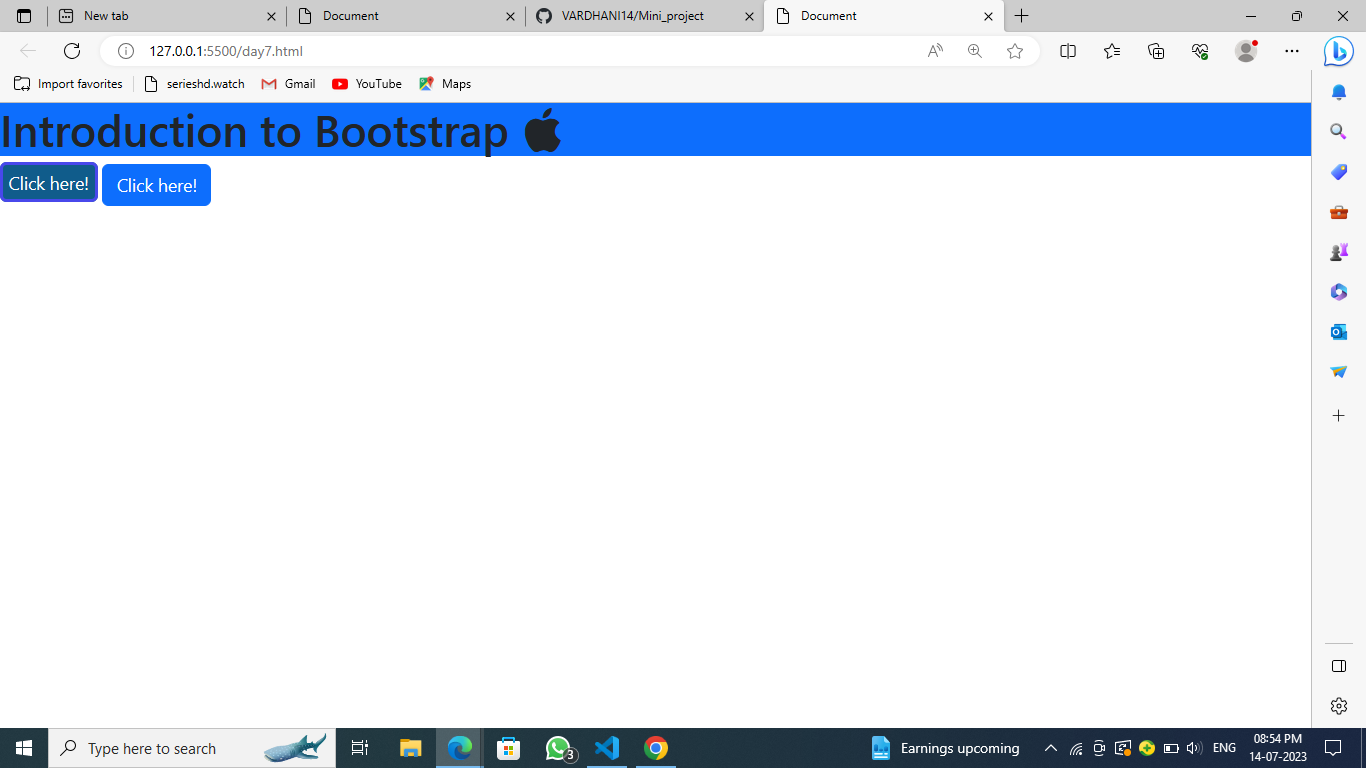 New tab
Document
VARDHANI14/Mini_project
Document
127.0.0.1:5500/day7.html
Import favorites
serieshd.watch
Gmail
YouTube
Maps
Introduction to Bootstrap
Click here! Click here!
Type here to search
3
Earnings upcoming
ENG
08:54 PM
14-07-2023